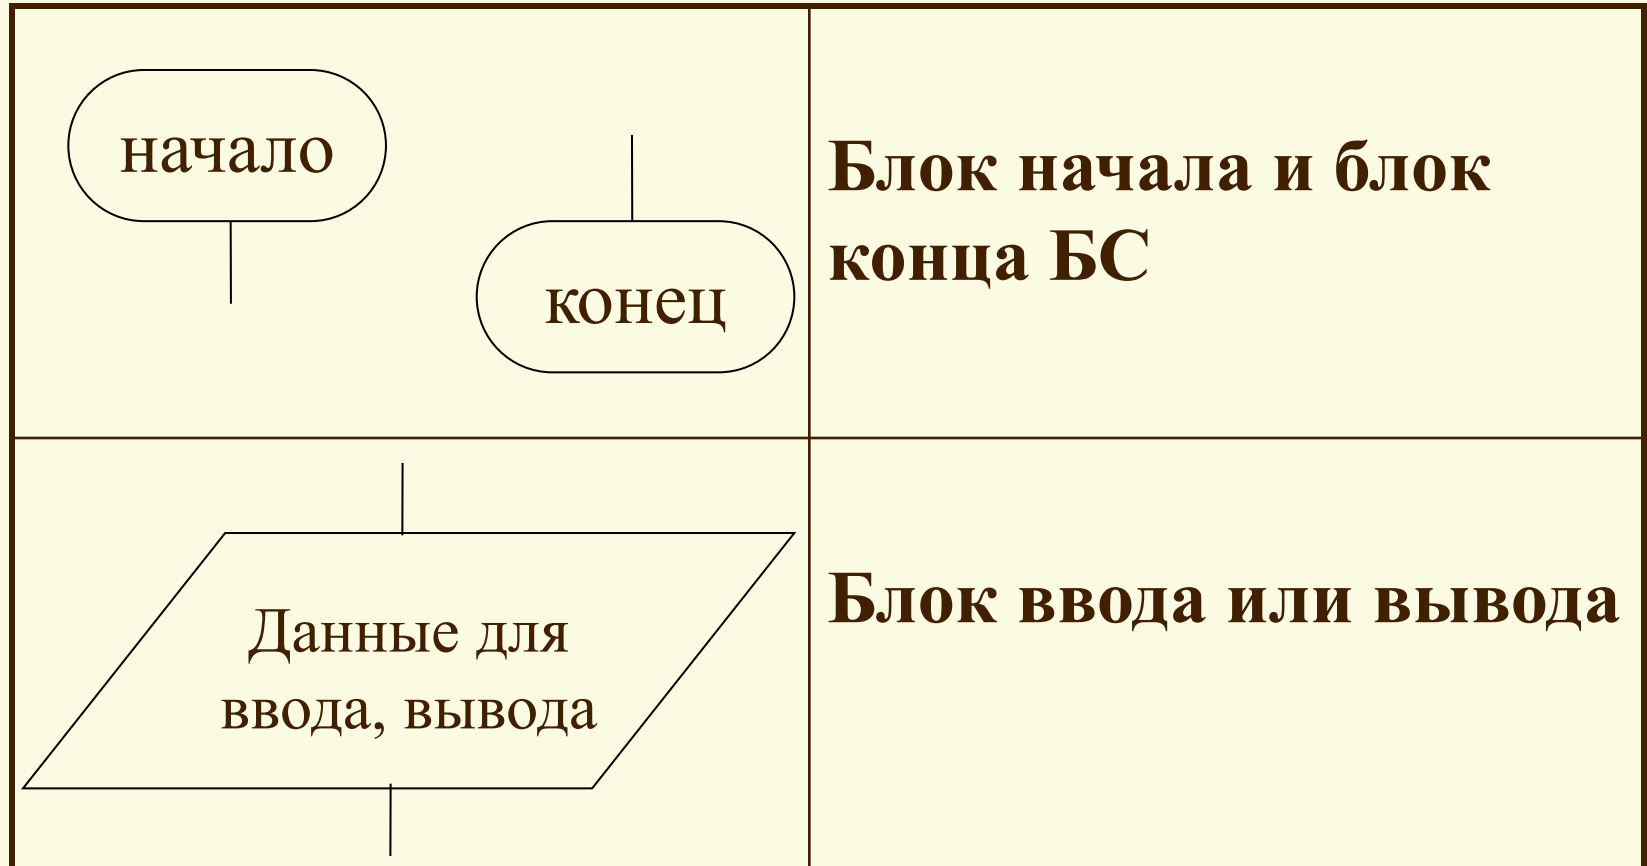 начало
конец
Блок начала и блок
конца БС
Данные для
ввода, вывода
Блок ввода или вывода